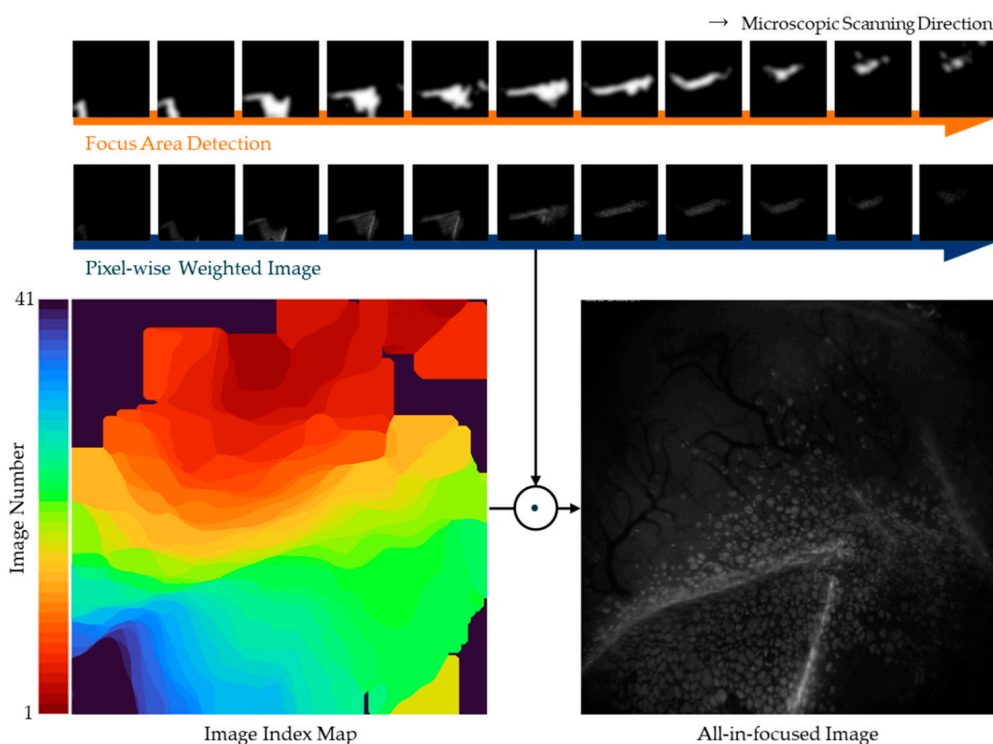 → Microscopic Scanning Direction
Focus Area Detection
Pixel-wise Weighted Image
41
Image Number
1
Image Index Map
All-in-focused Image